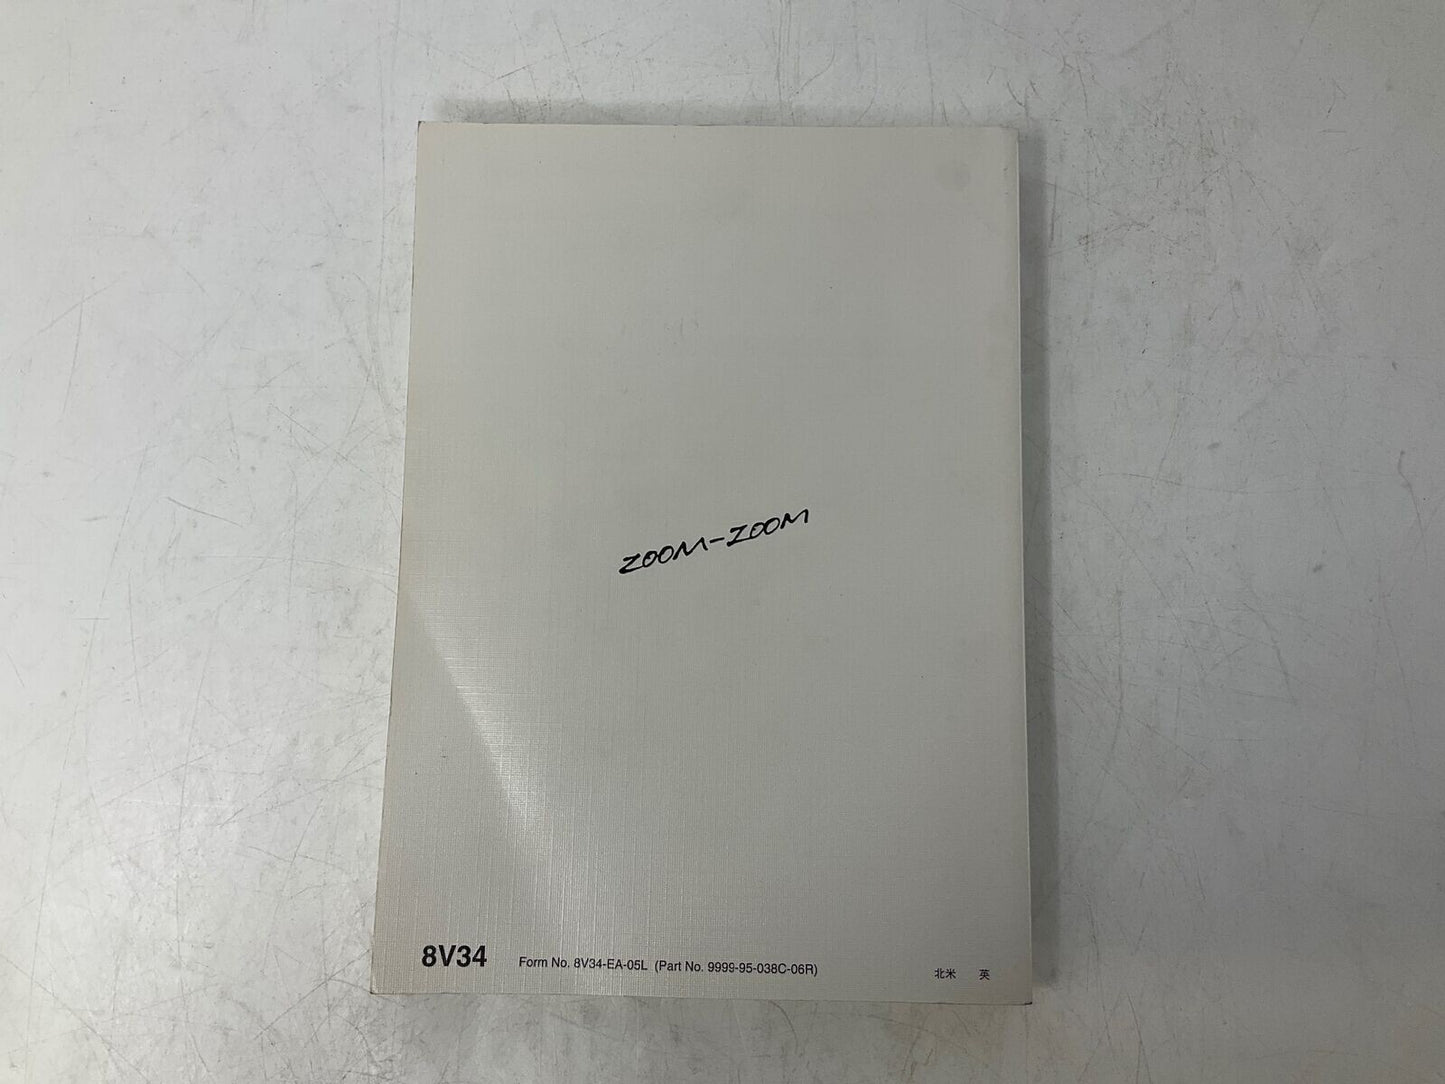 ZOOM-ZOOM
8V34 Form No. 8V34-EA-05L (Part No. 9999-95-038C-06R) 北米 英